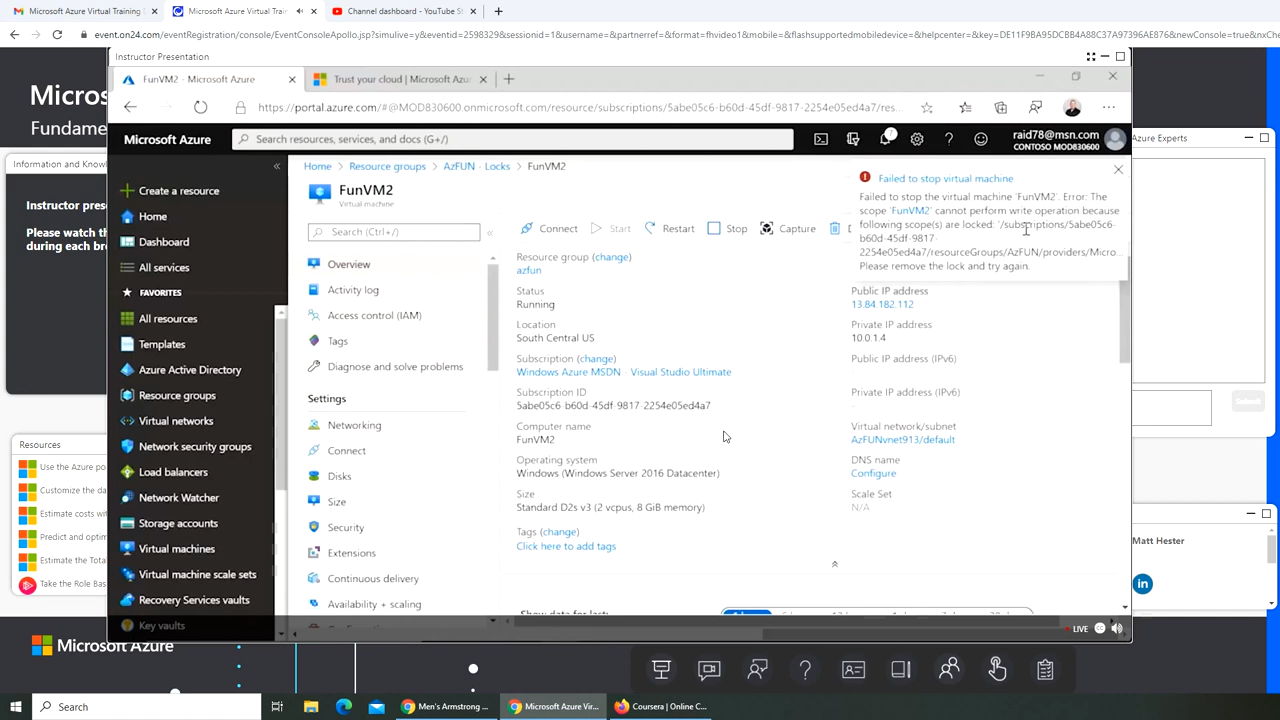 Microsoft Azure Virtual Training D
Microsoft Azure Virtual Train
Channel dashboard - YouTube S
event.on24.com/eventRegistration/console/EventConsoleApollo.jsp?simulive=y&eventid=2598329&sessionid=1&username=&partnerref=&format=fhvideo1&mobile=&flashsupportedmobiledevice=&helpcenter=&key=DE11F9BA95DCBB4A88C37A97396AE876&newConsole=true&nxChe
Instructor Presentation
FunVM2 - Microsoft Azure
Trust your cloud | Microsoft Azu
https://portal.azure.com/#@MOD830600.onmicrosoft.com/resource/subscriptions/5abe05c6-b60d-45df-9817-2254e05ed4a7/res...
Micros
Fundame
Microsoft Azure
Search resources, services, and docs (G+/)
7
raid78@msn.com
CONTOSO MOD830600
Azure Experts
Information and Know
Instructor prese
Please watch th
during each bre
«
Create a resource
Home
Dashboard
All services
FAVORITES
All resources
Templates
Azure Active Directory
Resource groups
Virtual networks
Network security groups
Load balancers
Network Watcher
Storage accounts
Virtual machines
Virtual machine scale sets
Recovery Services vaults
Key vaults
Home > Resource groups > AzFUN - Locks > FunVM2
FunVM2
Virtual machine
Search (Ctrl+/)
«
Overview
Activity log
Access control (IAM)
Tags
Diagnose and solve problems
Settings
Networking
Connect
Disks
Size
Security
Extensions
Continuous delivery
Availability + scaling
Connect
Start
Restart
Stop
Capture
D
Resource group (change)
azfun
Status
Running
Location
South Central US
Subscription (change)
Windows Azure MSDN - Visual Studio Ultimate
Subscription ID
5abe05c6-b60d-45df-9817-2254e05ed4a7
Computer name
FunVM2
Operating system
Windows (Windows Server 2016 Datacenter)
Size
Standard D2s v3 (2 vcpus, 8 GiB memory)
Tags (change)
Click here to add tags
Show data for last:
Failed to stop virtual machine
Failed to stop the virtual machine 'FunVM2'. Error: The
scope 'FunVM2' cannot perform write operation because
following scope(s) are locked: '/subscriptions/5abe05c6-
b60d-45df-9817-
2254e05ed4a7/resourceGroups/AzFUN/providers/Micro...
Please remove the lock and try again.
Public IP address
13.84.182.112
Private IP address
10.0.1.4
Public IP address (IPv6)
Private IP address (IPv6)
Virtual network/subnet
AzFUNvnet913/default
DNS name
Configure
Scale Set
N/A
LIVE
CC
Submit
Matt Hester
in
Resources
Use the Azure po
Customize the da
Estimate costs wi
Predict and optim
Estimate the Tota
Take the Role Bas
Microsoft Azure
Search
Men's Armstrong ...
Microsoft Azure Vir...
Coursera | Online C...